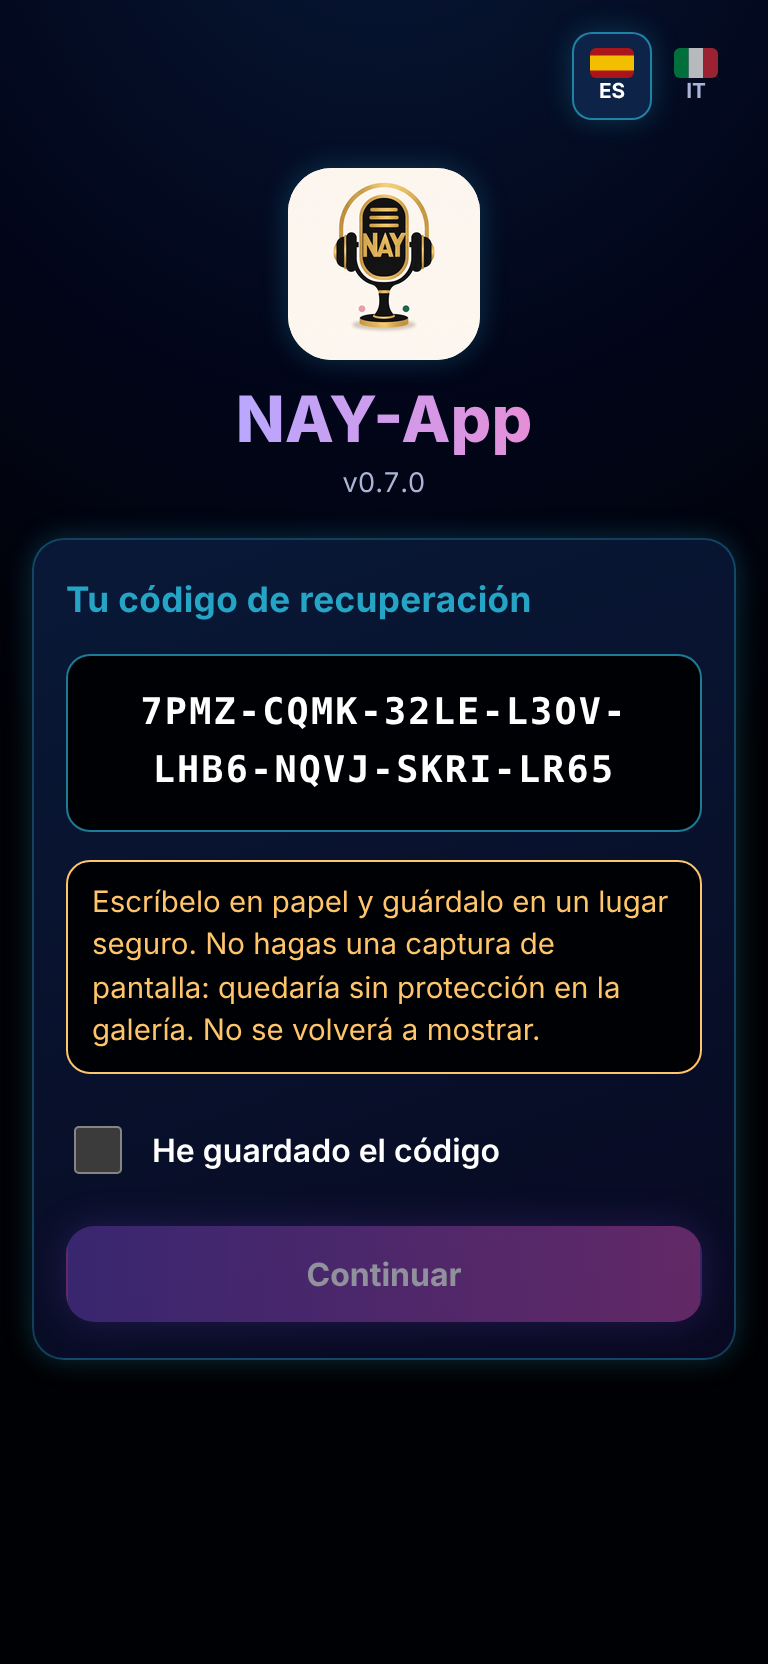 ES
IT
NAY
NAY-App
v0.7.0
Tu código de recuperación
7PMZ-CQMK-32LE-L3OV-
LHB6-NQVJ-SKRI-LR65
Escríbelo en papel y guárdalo en un lugar
seguro. No hagas una captura de
pantalla: quedaría sin protección en la
galería. No se volverá a mostrar.
He guardado el código
Continuar